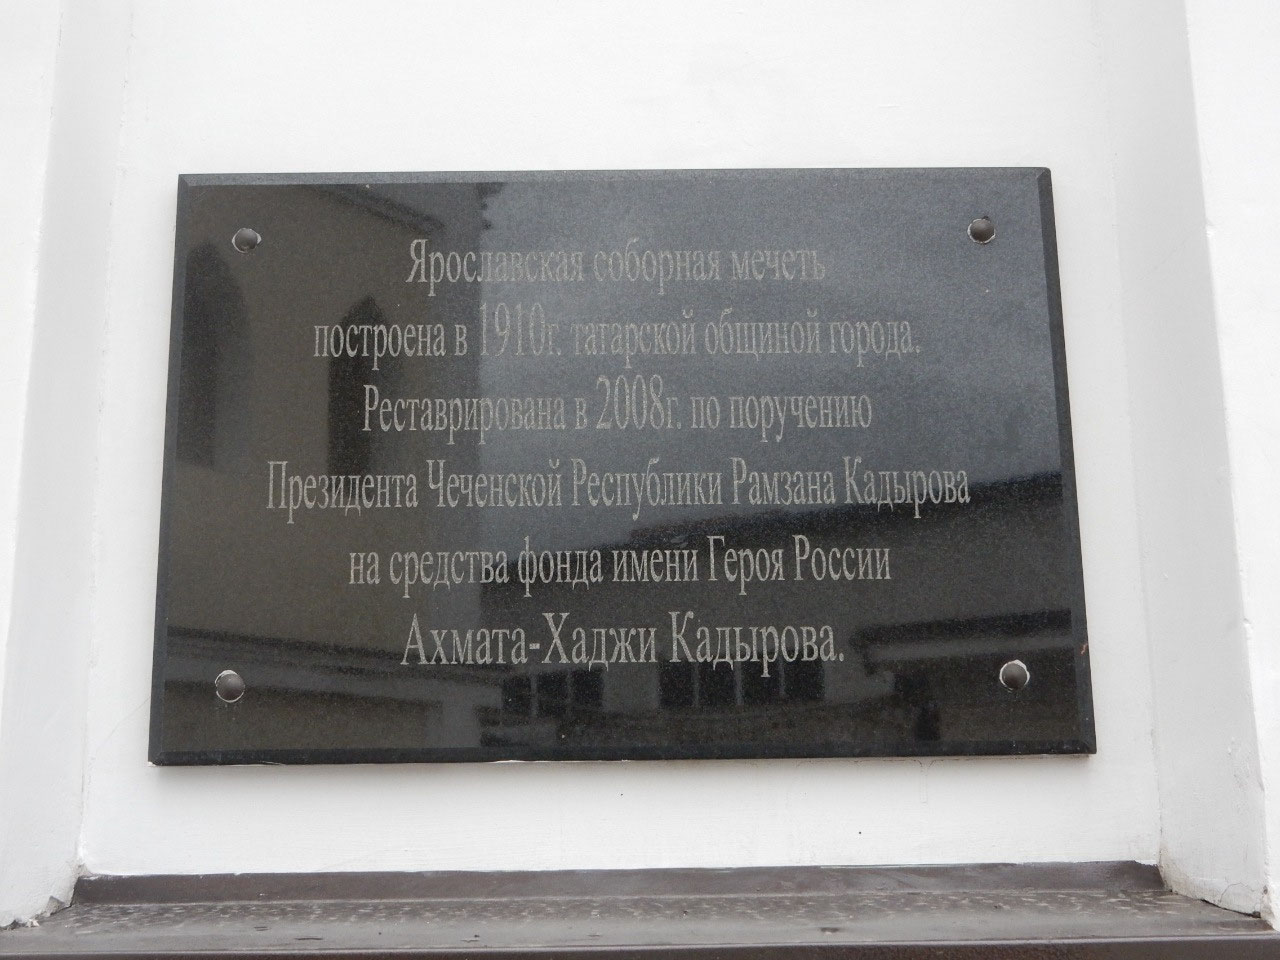 Ярославская соборная мечеть
построена в 1910г. татарской общиной города.
Реставрирована в 2008г. по поручению
Президента Чеченской Республики Рамзана Кадырова
на средства фонда имени Героя России
Ахмата-Хаджи Кадырова.